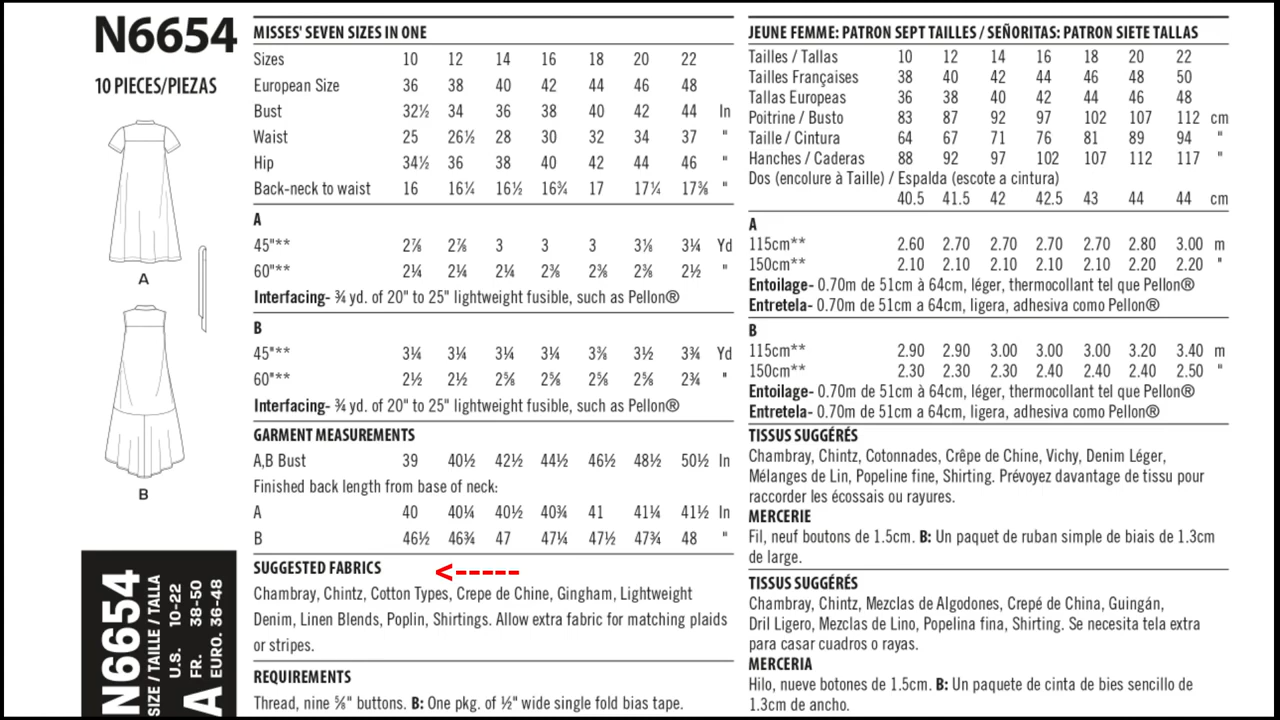 N6654
10 PIECES/PIEZAS
A
B
N6654
SIZE / TAILLE / TALLA
U.S. 10-22
FR. 38-50
EURO. 36-48
A
MISSES' SEVEN SIZES IN ONE
Sizes 10 12 14 16 18 20 22
European Size 36 38 40 42 44 46 48
Bust 32½ 34 36 38 40 42 44 In
Waist 25 26½ 28 30 32 34 37 "
Hip 34½ 36 38 40 42 44 46 "
Back-neck to waist 16 16¼ 16½ 16¾ 17 17¼ 17⅜ "
A
45"** 2⅞ 2⅞ 3 3 3 3⅛ 3¼ Yd
60"** 2¼ 2¼ 2¼ 2⅜ 2⅜ 2⅜ 2½ "
Interfacing- ¾ yd. of 20" to 25" lightweight fusible, such as Pellon®
B
45"** 3¼ 3¼ 3¼ 3¼ 3⅜ 3½ 3¾ Yd
60"** 2½ 2½ 2⅝ 2⅝ 2⅝ 2⅝ 2¾ "
Interfacing- ¾ yd. of 20" to 25" lightweight fusible, such as Pellon®
GARMENT MEASUREMENTS
A,B Bust 39 40½ 42½ 44½ 46½ 48½ 50½ In
Finished back length from base of neck:
A 40 40¼ 40½ 40¾ 41 41¼ 41½ In
B 46½ 46¾ 47 47¼ 47½ 47¾ 48 "
SUGGESTED FABRICS
Chambray, Chintz, Cotton Types, Crepe de Chine, Gingham, Lightweight
Denim, Linen Blends, Poplin, Shirtings. Allow extra fabric for matching plaids
or stripes.
REQUIREMENTS
Thread, nine ⅝" buttons. B: One pkg. of ½" wide single fold bias tape.
JEUNE FEMME: PATRON SEPT TAILLES / SEÑORITAS: PATRON SIETE TALLAS
Tailles / Tallas 10 12 14 16 18 20 22
Tailles Françaises 38 40 42 44 46 48 50
Tallas Europeas 36 38 40 42 44 46 48
Poitrine / Busto 83 87 92 97 102 107 112 cm
Taille / Cintura 64 67 71 76 81 89 94 "
Hanches / Caderas 88 92 97 102 107 112 117 "
Dos (encolure à Taille) / Espalda (escote a cintura)
40.5 41.5 42 42.5 43 44 44 cm
A
115cm** 2.60 2.70 2.70 2.70 2.70 2.80 3.00 m
150cm** 2.10 2.10 2.10 2.10 2.10 2.20 2.20 "
Entoilage- 0.70m de 51cm à 64cm, léger, thermocollant tel que Pellon®
Entretela- 0.70m de 51cm a 64cm, ligera, adhesiva como Pellon®
B
115cm** 2.90 2.90 3.00 3.00 3.00 3.20 3.40 m
150cm** 2.30 2.30 2.30 2.40 2.40 2.40 2.50 "
Entoilage- 0.70m de 51cm à 64cm, léger, thermocollant tel que Pellon®
Entretela- 0.70m de 51cm a 64cm, ligera, adhesiva como Pellon®
TISSUS SUGGÉRÉS
Chambray, Chintz, Cotonnades, Crêpe de Chine, Vichy, Denim Léger,
Mélanges de Lin, Popeline fine, Shirting. Prévoyez davantage de tissu pour
raccorder les écossais ou rayures.
MERCERIE
Fil, neuf boutons de 1.5cm. B: Un paquet de ruban simple de biais de 1.3cm
de large.
TISSUS SUGGÉRÉS
Chambray, Chintz, Mezclas de Algodones, Crepé de China, Guingán,
Dril Ligero, Mezclas de Lino, Popelina fina, Shirting. Se necesita tela extra
para casar cuadros o rayas.
MERCERIA
Hilo, nueve botones de 1.5cm. B: Un paquete de cinta de bies sencillo de
1.3cm de ancho.